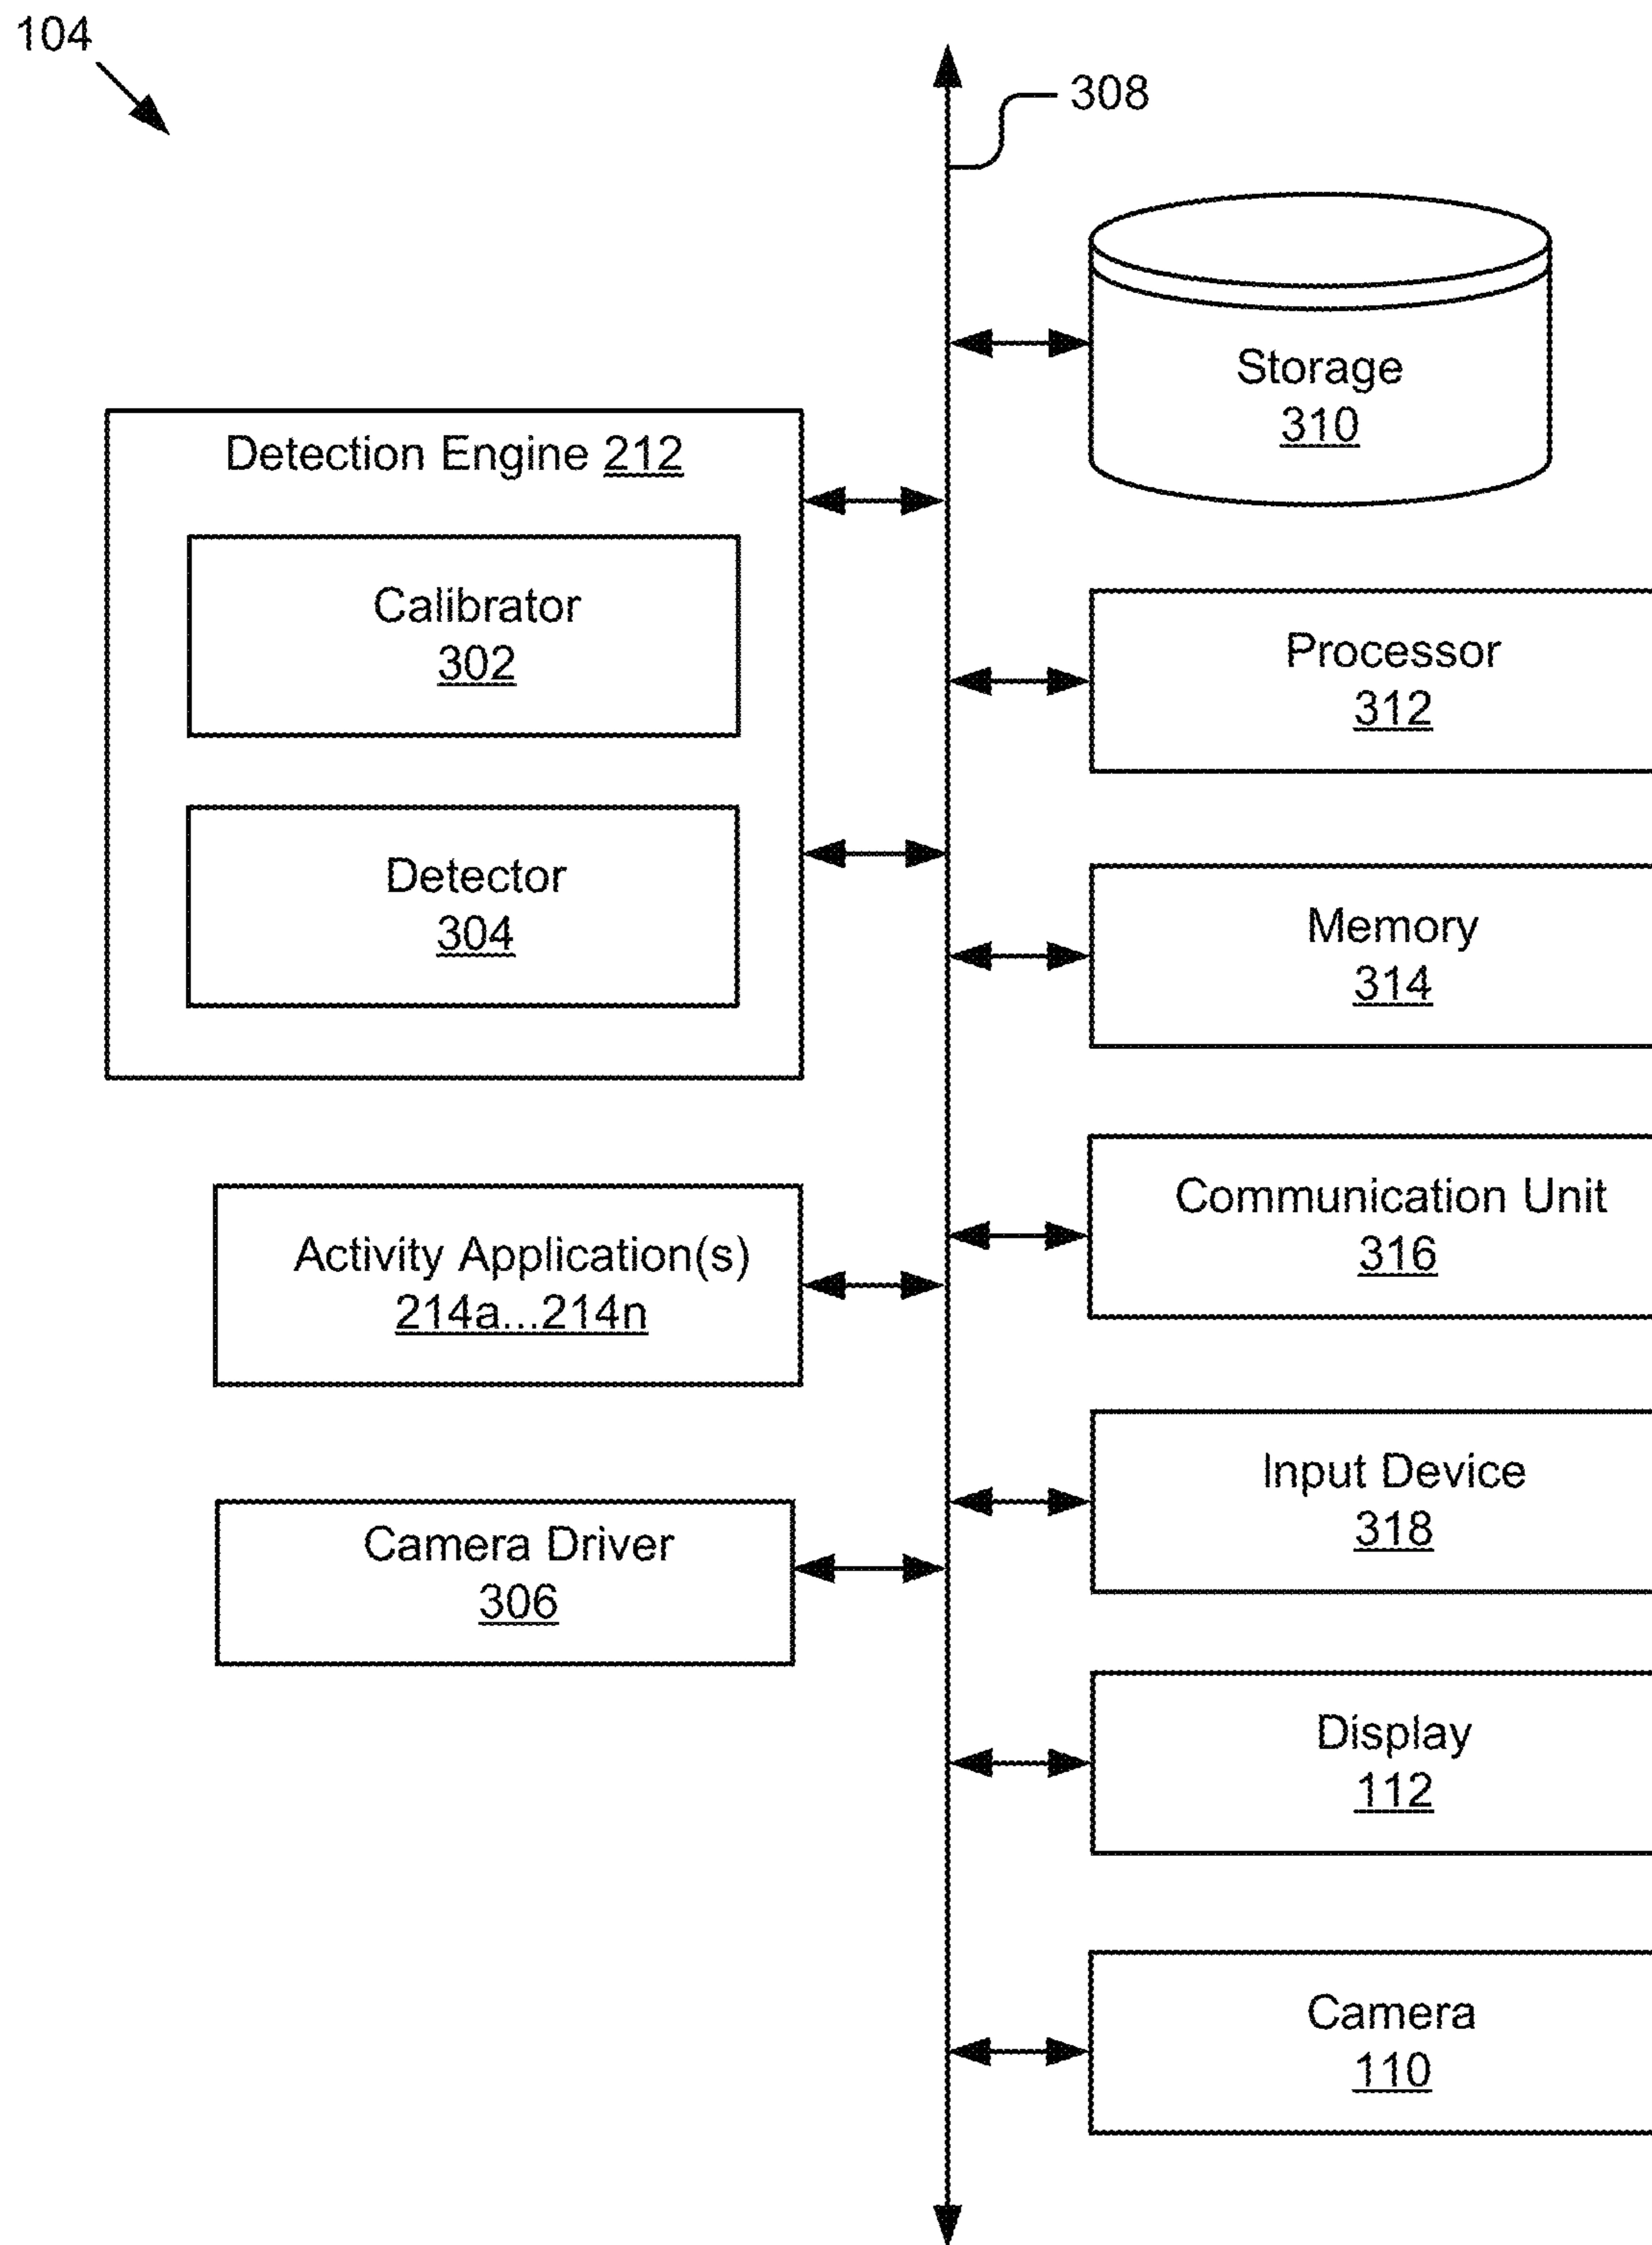 104
308
Storage
310
Detection Engine 212
Calibrator
302
Processor
312
Detector
304
Memory
314
Communication Unit
316
Activity Application(s)
214a...214n
Input Device
318
Camera Driver
306
Display
112
Camera
110